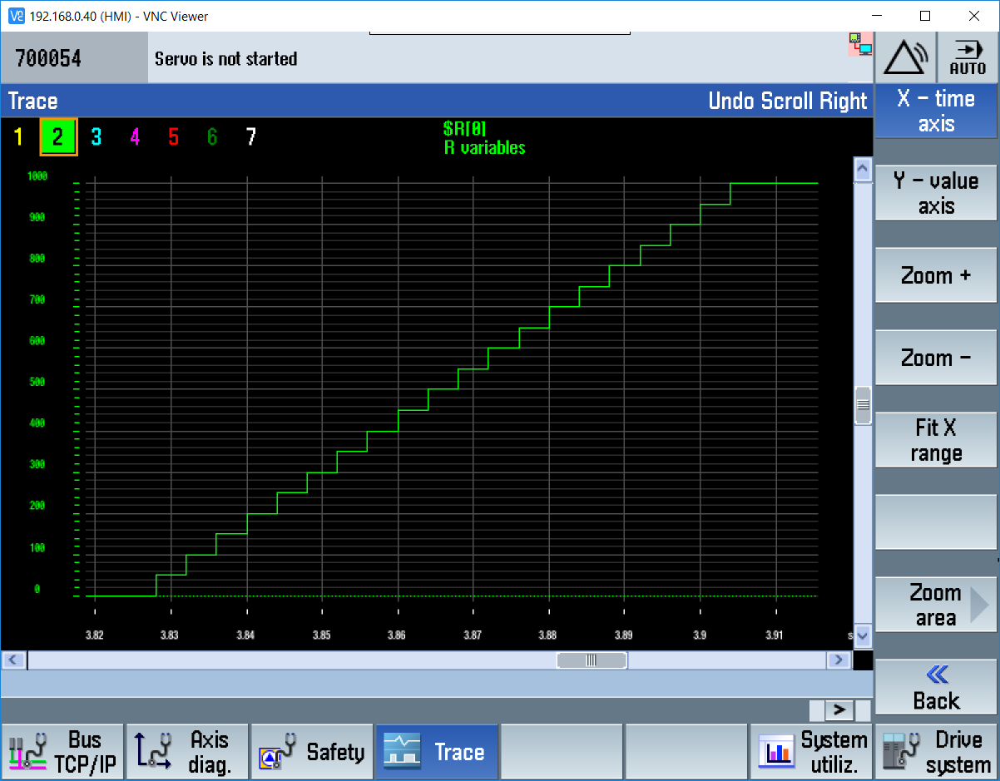 V2 192.168.0.40 (HMI) - VNC Viewer
700054
Servo is not started
AUTO
Trace
Undo Scroll Right
X - time
axis
1 2 3 4 5 6 7
$R[0]
R variables
Y - value
axis
Zoom +
Zoom -
Fit X
range
Zoom
area
Back
1000
900
800
700
600
500
400
300
200
100
0
3.82 3.83 3.84 3.85 3.86 3.87 3.88 3.89 3.9 3.91 s
>
Bus
TCP/IP
Axis
diag.
Safety
Trace
System
utiliz.
Drive
system